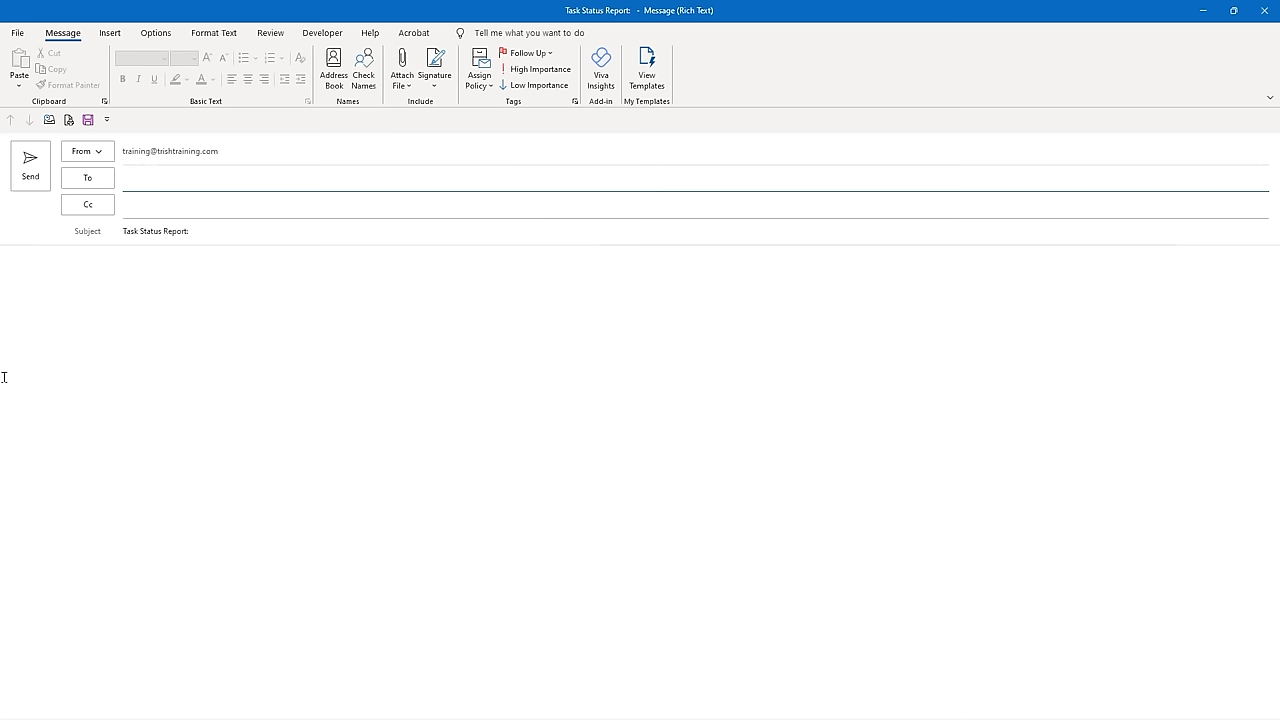 Task Status Report:  -  Message (Rich Text)
File Message Insert Options Format Text Review Developer Help Acrobat Tell me what you want to do
Paste
Cut
Copy
Format Painter
Clipboard
B I U
Basic Text
Address Book
Check Names
Names
Attach File
Signature
Include
Assign Policy
Follow Up
High Importance
Low Importance
Tags
Viva Insights
Add-in
View Templates
My Templates
Send
From training@trishtraining.com
To
Cc
Subject Task Status Report: